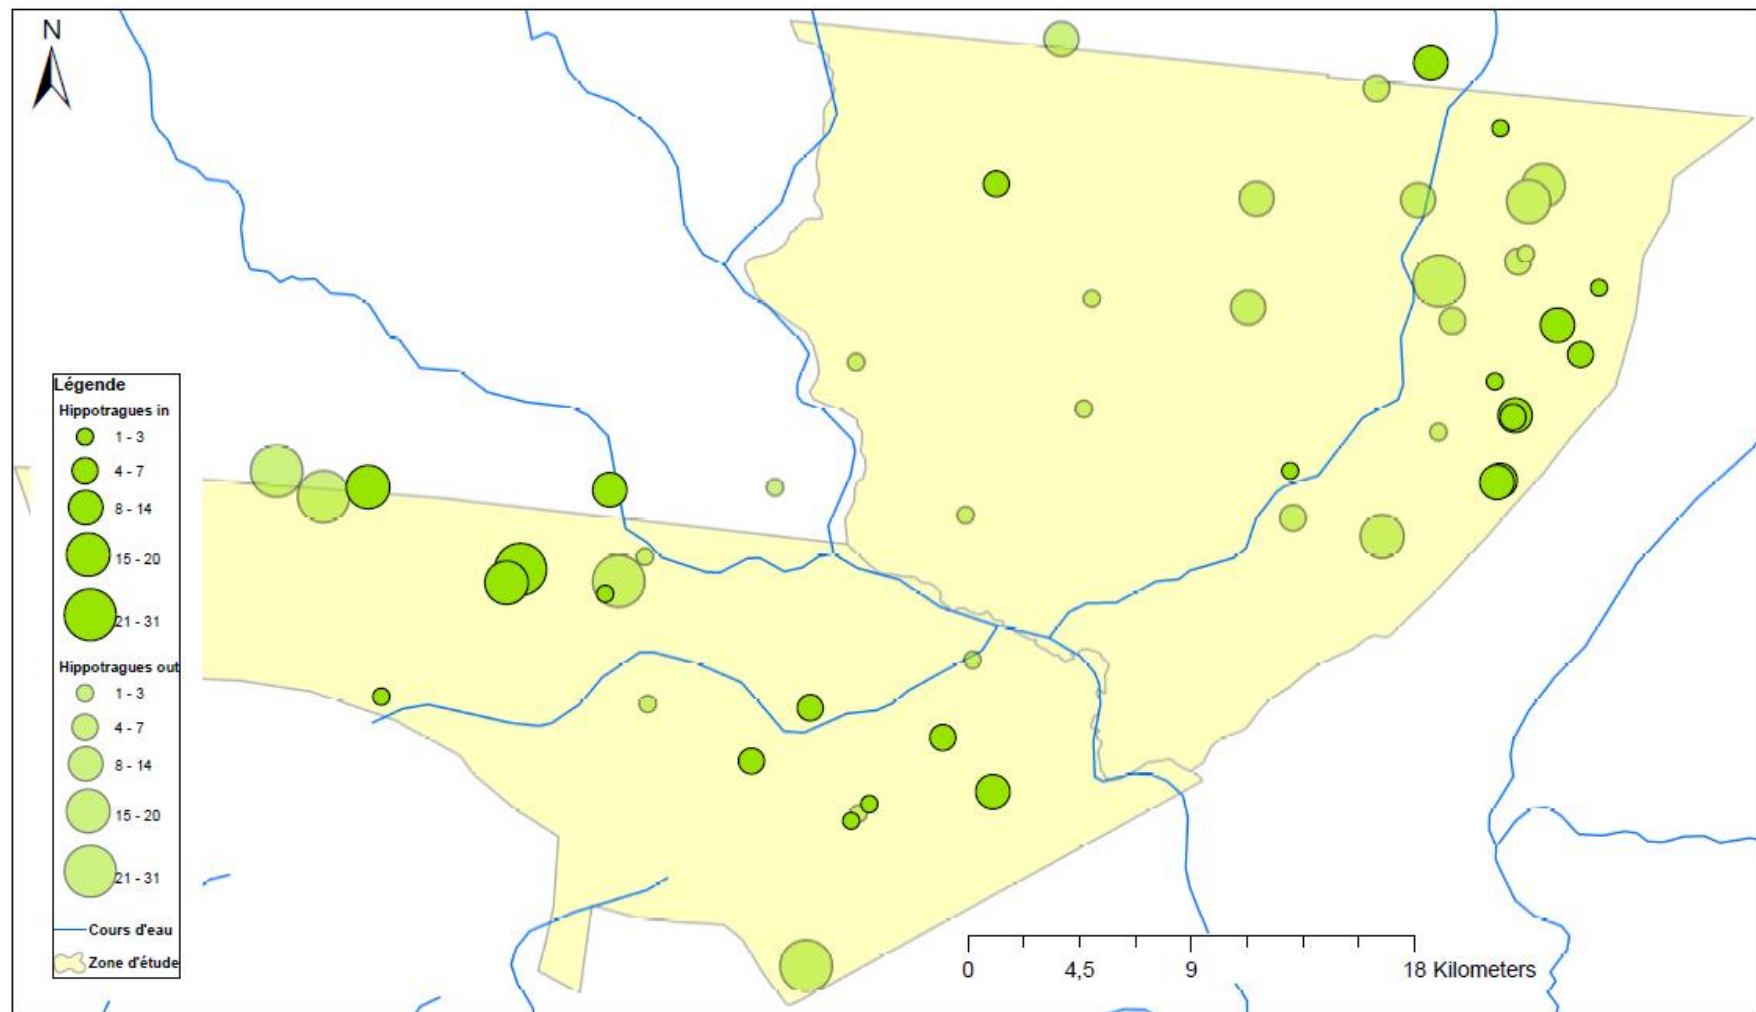 N
Légende
Hippotragues in
1 - 3
4 - 7
8 - 14
15 - 20
21 - 31
Hippotragues out
1 - 3
4 - 7
8 - 14
15 - 20
21 - 31
Cours d'eau
Zone d'étude
0 4,5 9 18 Kilometers